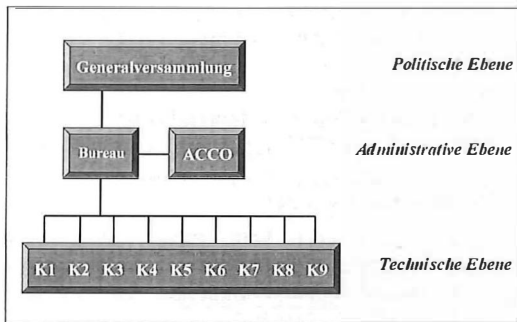 Generalversammlung Politische Ebene
Bureau ACCO Administrative Ebene
K1 K2 K3 K4 K5 K6 K7 K8 K9 Technische Ebene